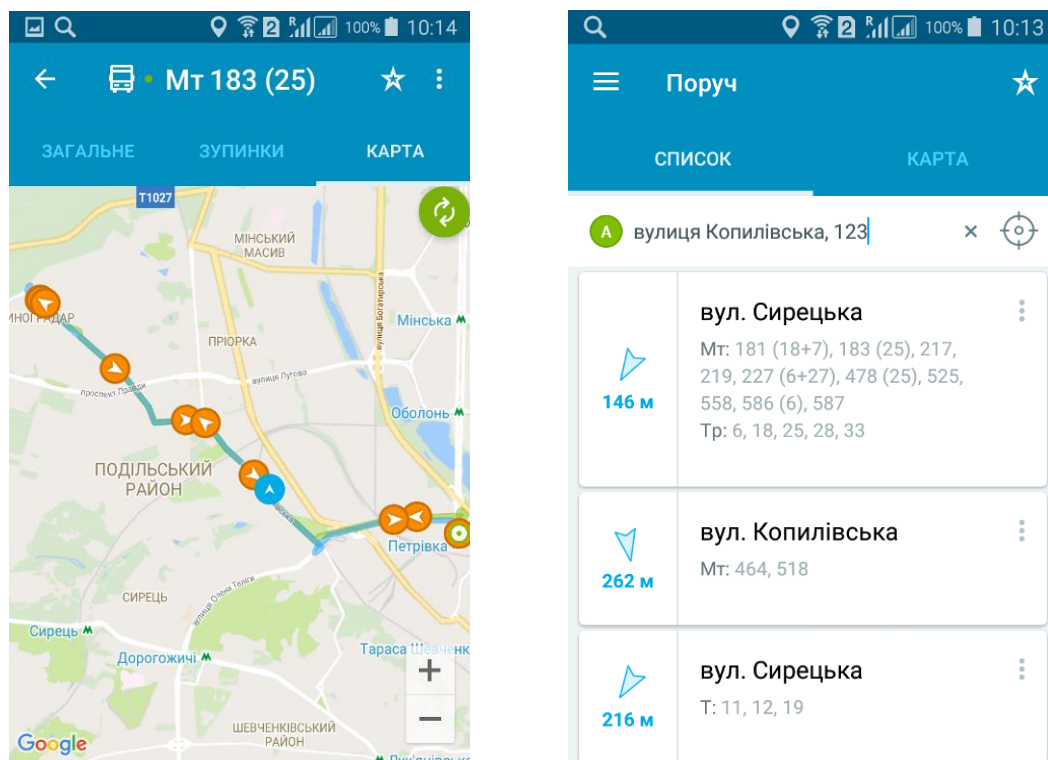 2 R 100% 10:14
Мт 183 (25)
ЗАГАЛЬНЕ ЗУПИНКИ КАРТА
T1027
МІНСЬКИЙ
МАСИВ
вулиця Богатирська
Мінська
ПРІОРКА
вулиця Лугова
проспект Правди
Оболонь
ПОДІЛЬСЬКИЙ
РАЙОН
Петрівка
вулиця Олени Теліги
СИРЕЦЬ
Сирець
Дорогожичі
Тараса Шевченк
+
−
ШЕВЧЕНКІВСЬКИЙ
РАЙОН
Google
2 R 100% 10:13
Поруч
СПИСОК КАРТА
А вулиця Копилівська, 123 ×
вул. Сирецька
Мт: 181 (18+7), 183 (25), 217,
219, 227 (6+27), 478 (25), 525,
558, 586 (6), 587
Тр: 6, 18, 25, 28, 33
146 м
вул. Копилівська
Мт: 464, 518
262 м
вул. Сирецька
Т: 11, 12, 19
216 м